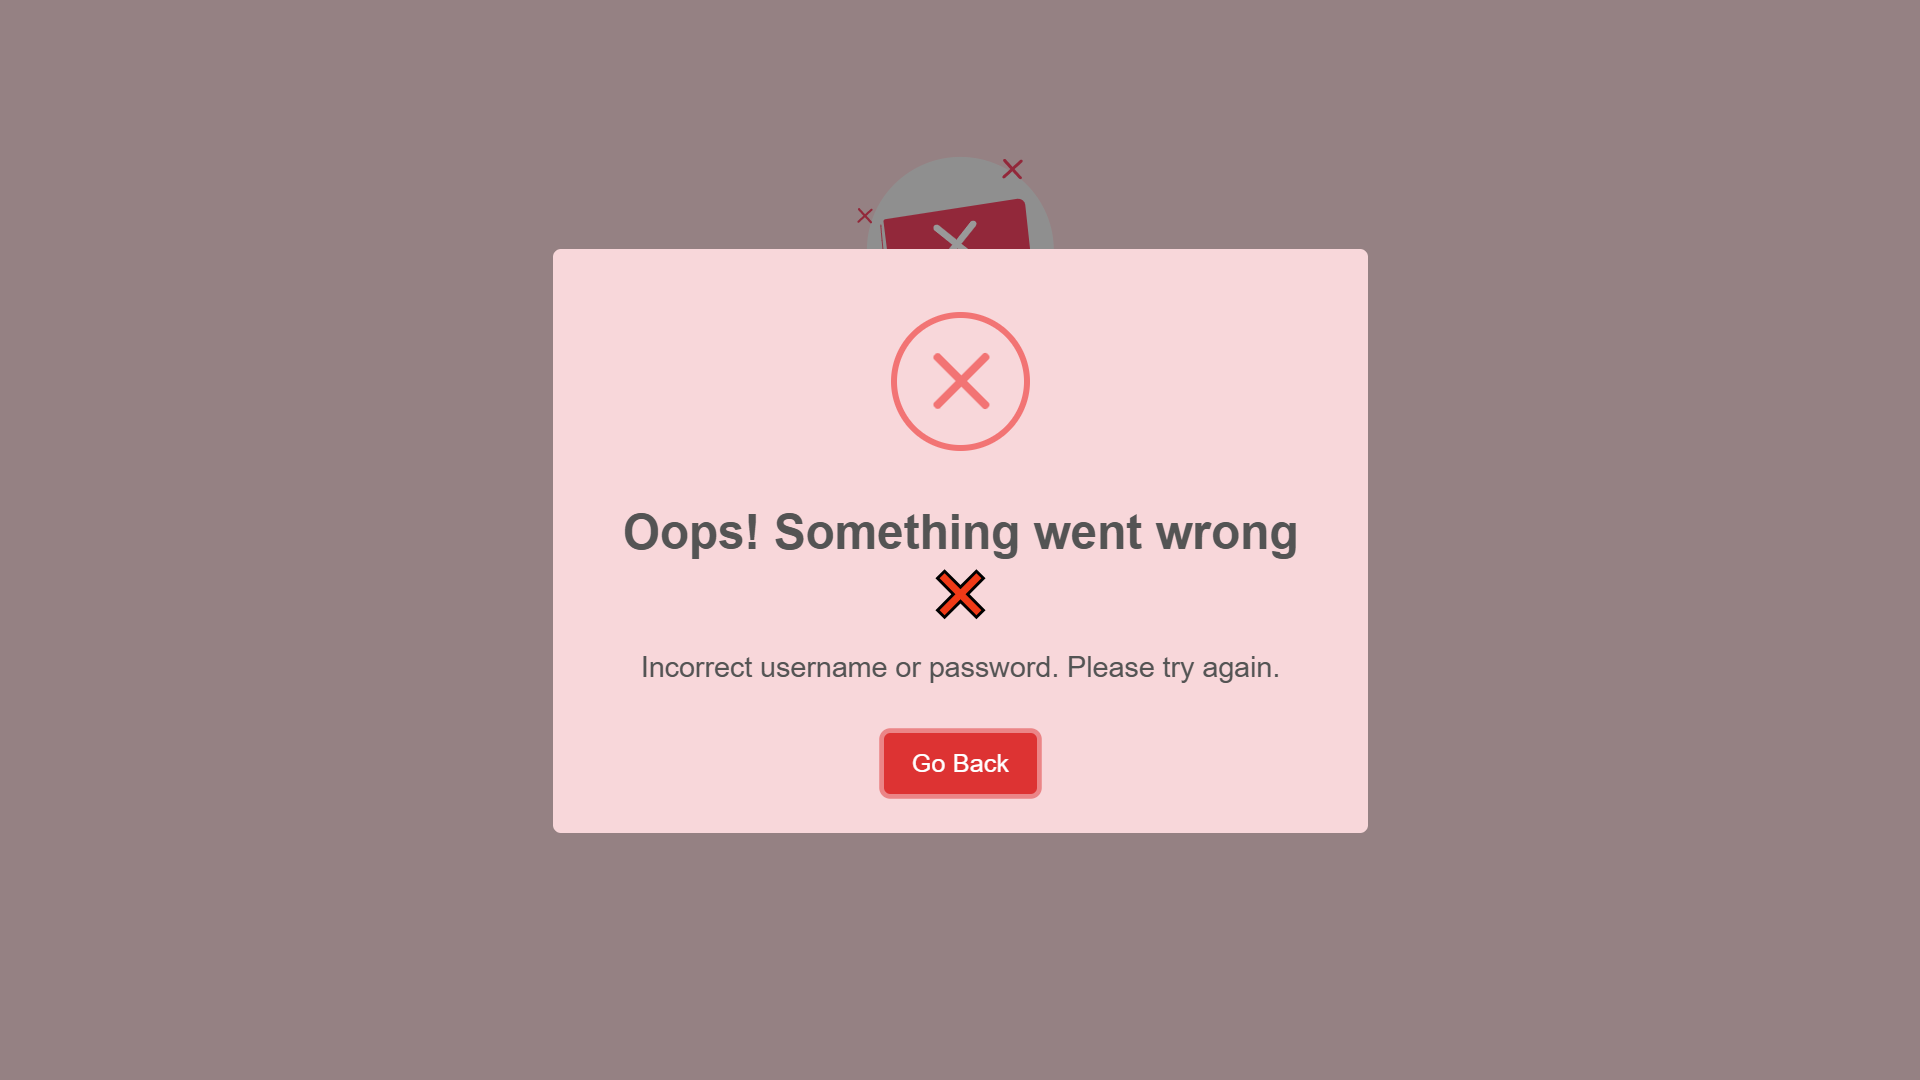 Oops! Something went wrong
❌
Incorrect username or password. Please try again.
Go Back